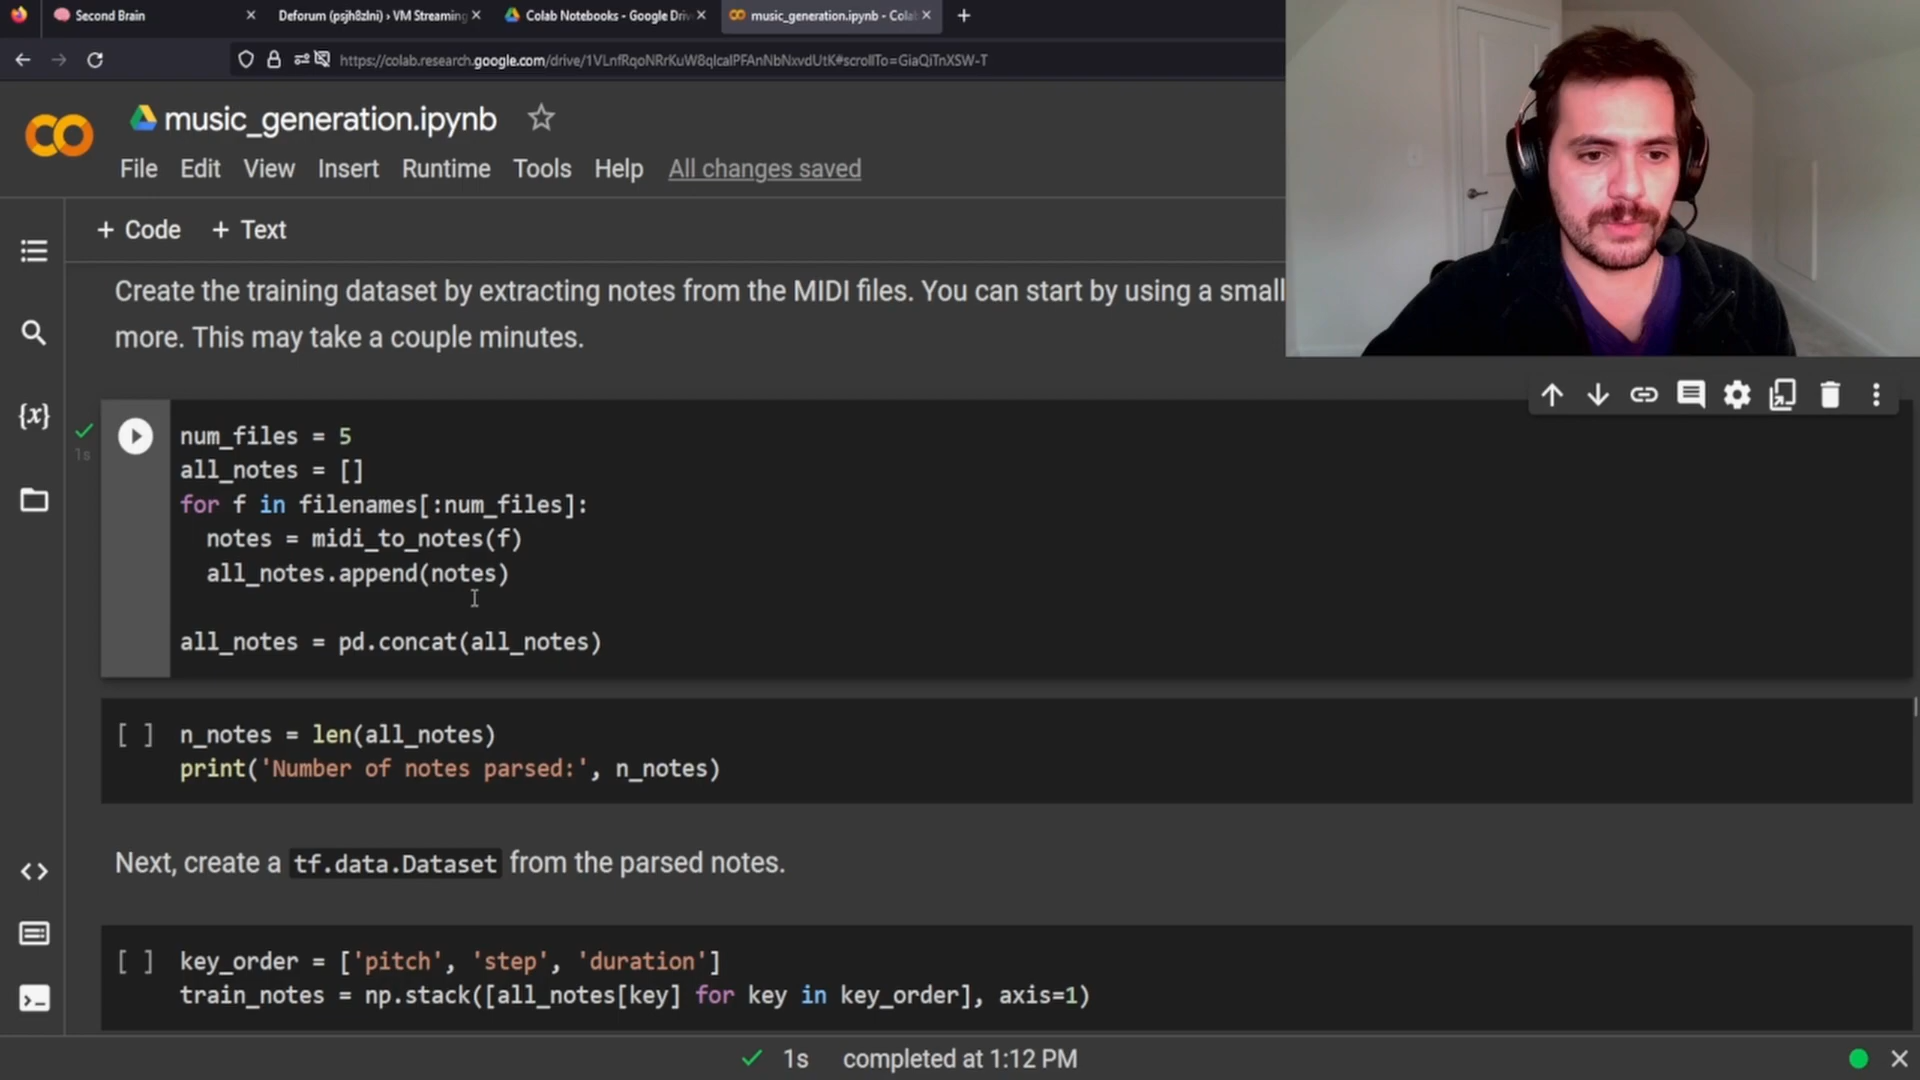 Second Brain
Deforum (psjh8zlni) › VM Streaming
Colab Notebooks - Google Driv
music_generation.ipynb - Cola
https://colab.research.google.com/drive/1VLnfRqoNRrKuW8qIcaIPFAnNbNxvdUtK#scrollTo=GiaQiTnXSW-T
music_generation.ipynb
File Edit View Insert Runtime Tools Help All changes saved
+ Code + Text
Create the training dataset by extracting notes from the MIDI files. You can start by using a small
more. This may take a couple minutes.
{x}
1s
num_files = 5
all_notes = []
for f in filenames[:num_files]:
notes = midi_to_notes(f)
all_notes.append(notes)
all_notes = pd.concat(all_notes)
[ ] n_notes = len(all_notes)
print('Number of notes parsed:', n_notes)
Next, create a tf.data.Dataset from the parsed notes.
[ ] key_order = ['pitch', 'step', 'duration']
train_notes = np.stack([all_notes[key] for key in key_order], axis=1)
1s completed at 1:12 PM